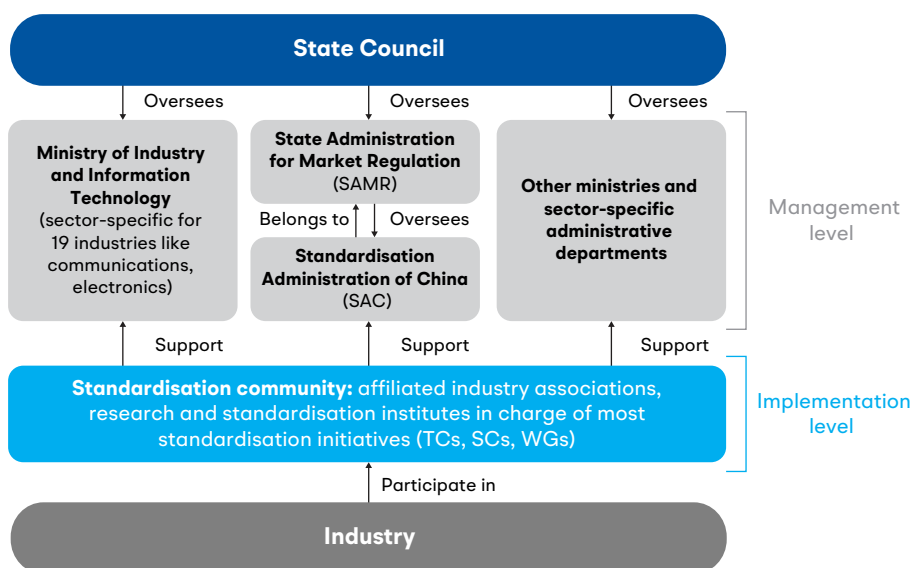 State Council
Oversees
Oversees
Oversees
Ministry of Industry
and Information
Technology
(sector-specific for
19 industries like
communications,
electronics)
State Administration
for Market Regulation
(SAMR)
Belongs to
Oversees
Standardisation
Administration of China
(SAC)
Other ministries and
sector-specific
administrative
departments
Management
level
Support
Support
Support
Standardisation community: affiliated industry associations,
research and standardisation institutes in charge of most
standardisation initiatives (TCs, SCs, WGs)
Implementation
level
Participate in
Industry